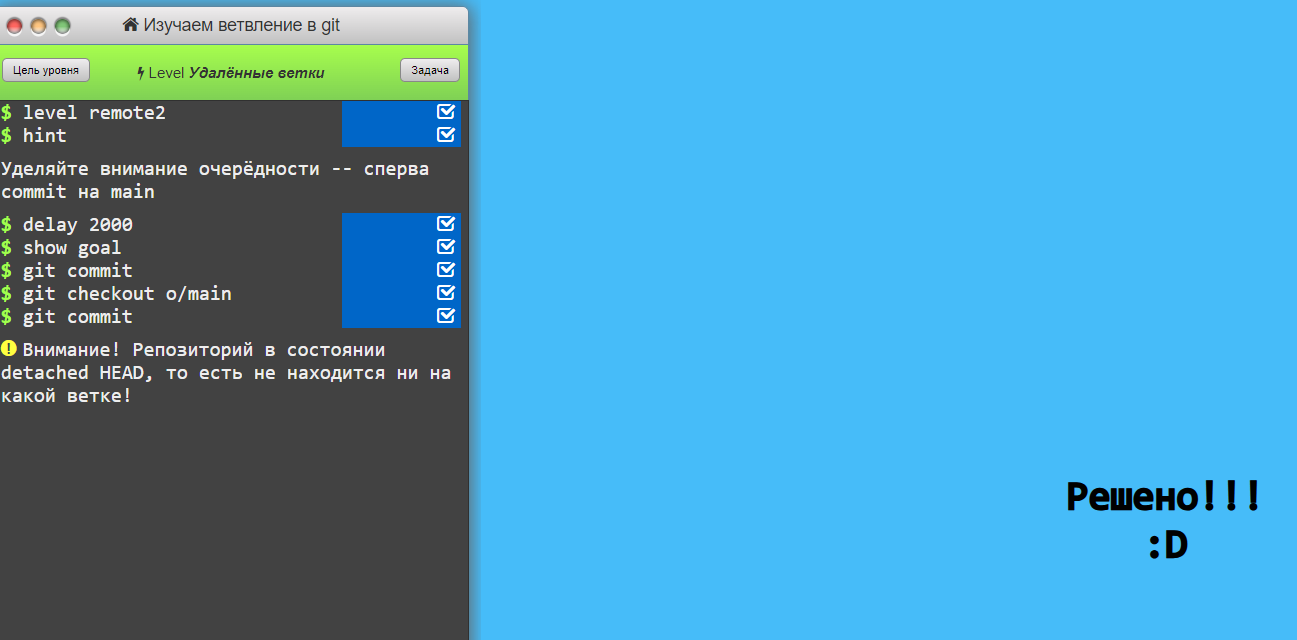 Изучаем ветвление в git
Цель уровня
Level Удалённые ветки
Задача
$ level remote2
$ hint
Уделяйте внимание очерёдности -- сперва
commit на main
$ delay 2000
$ show goal
$ git commit
$ git checkout o/main
$ git commit
Внимание! Репозиторий в состоянии
detached HEAD, то есть не находится ни на
какой ветке!
Решено!!!
:D